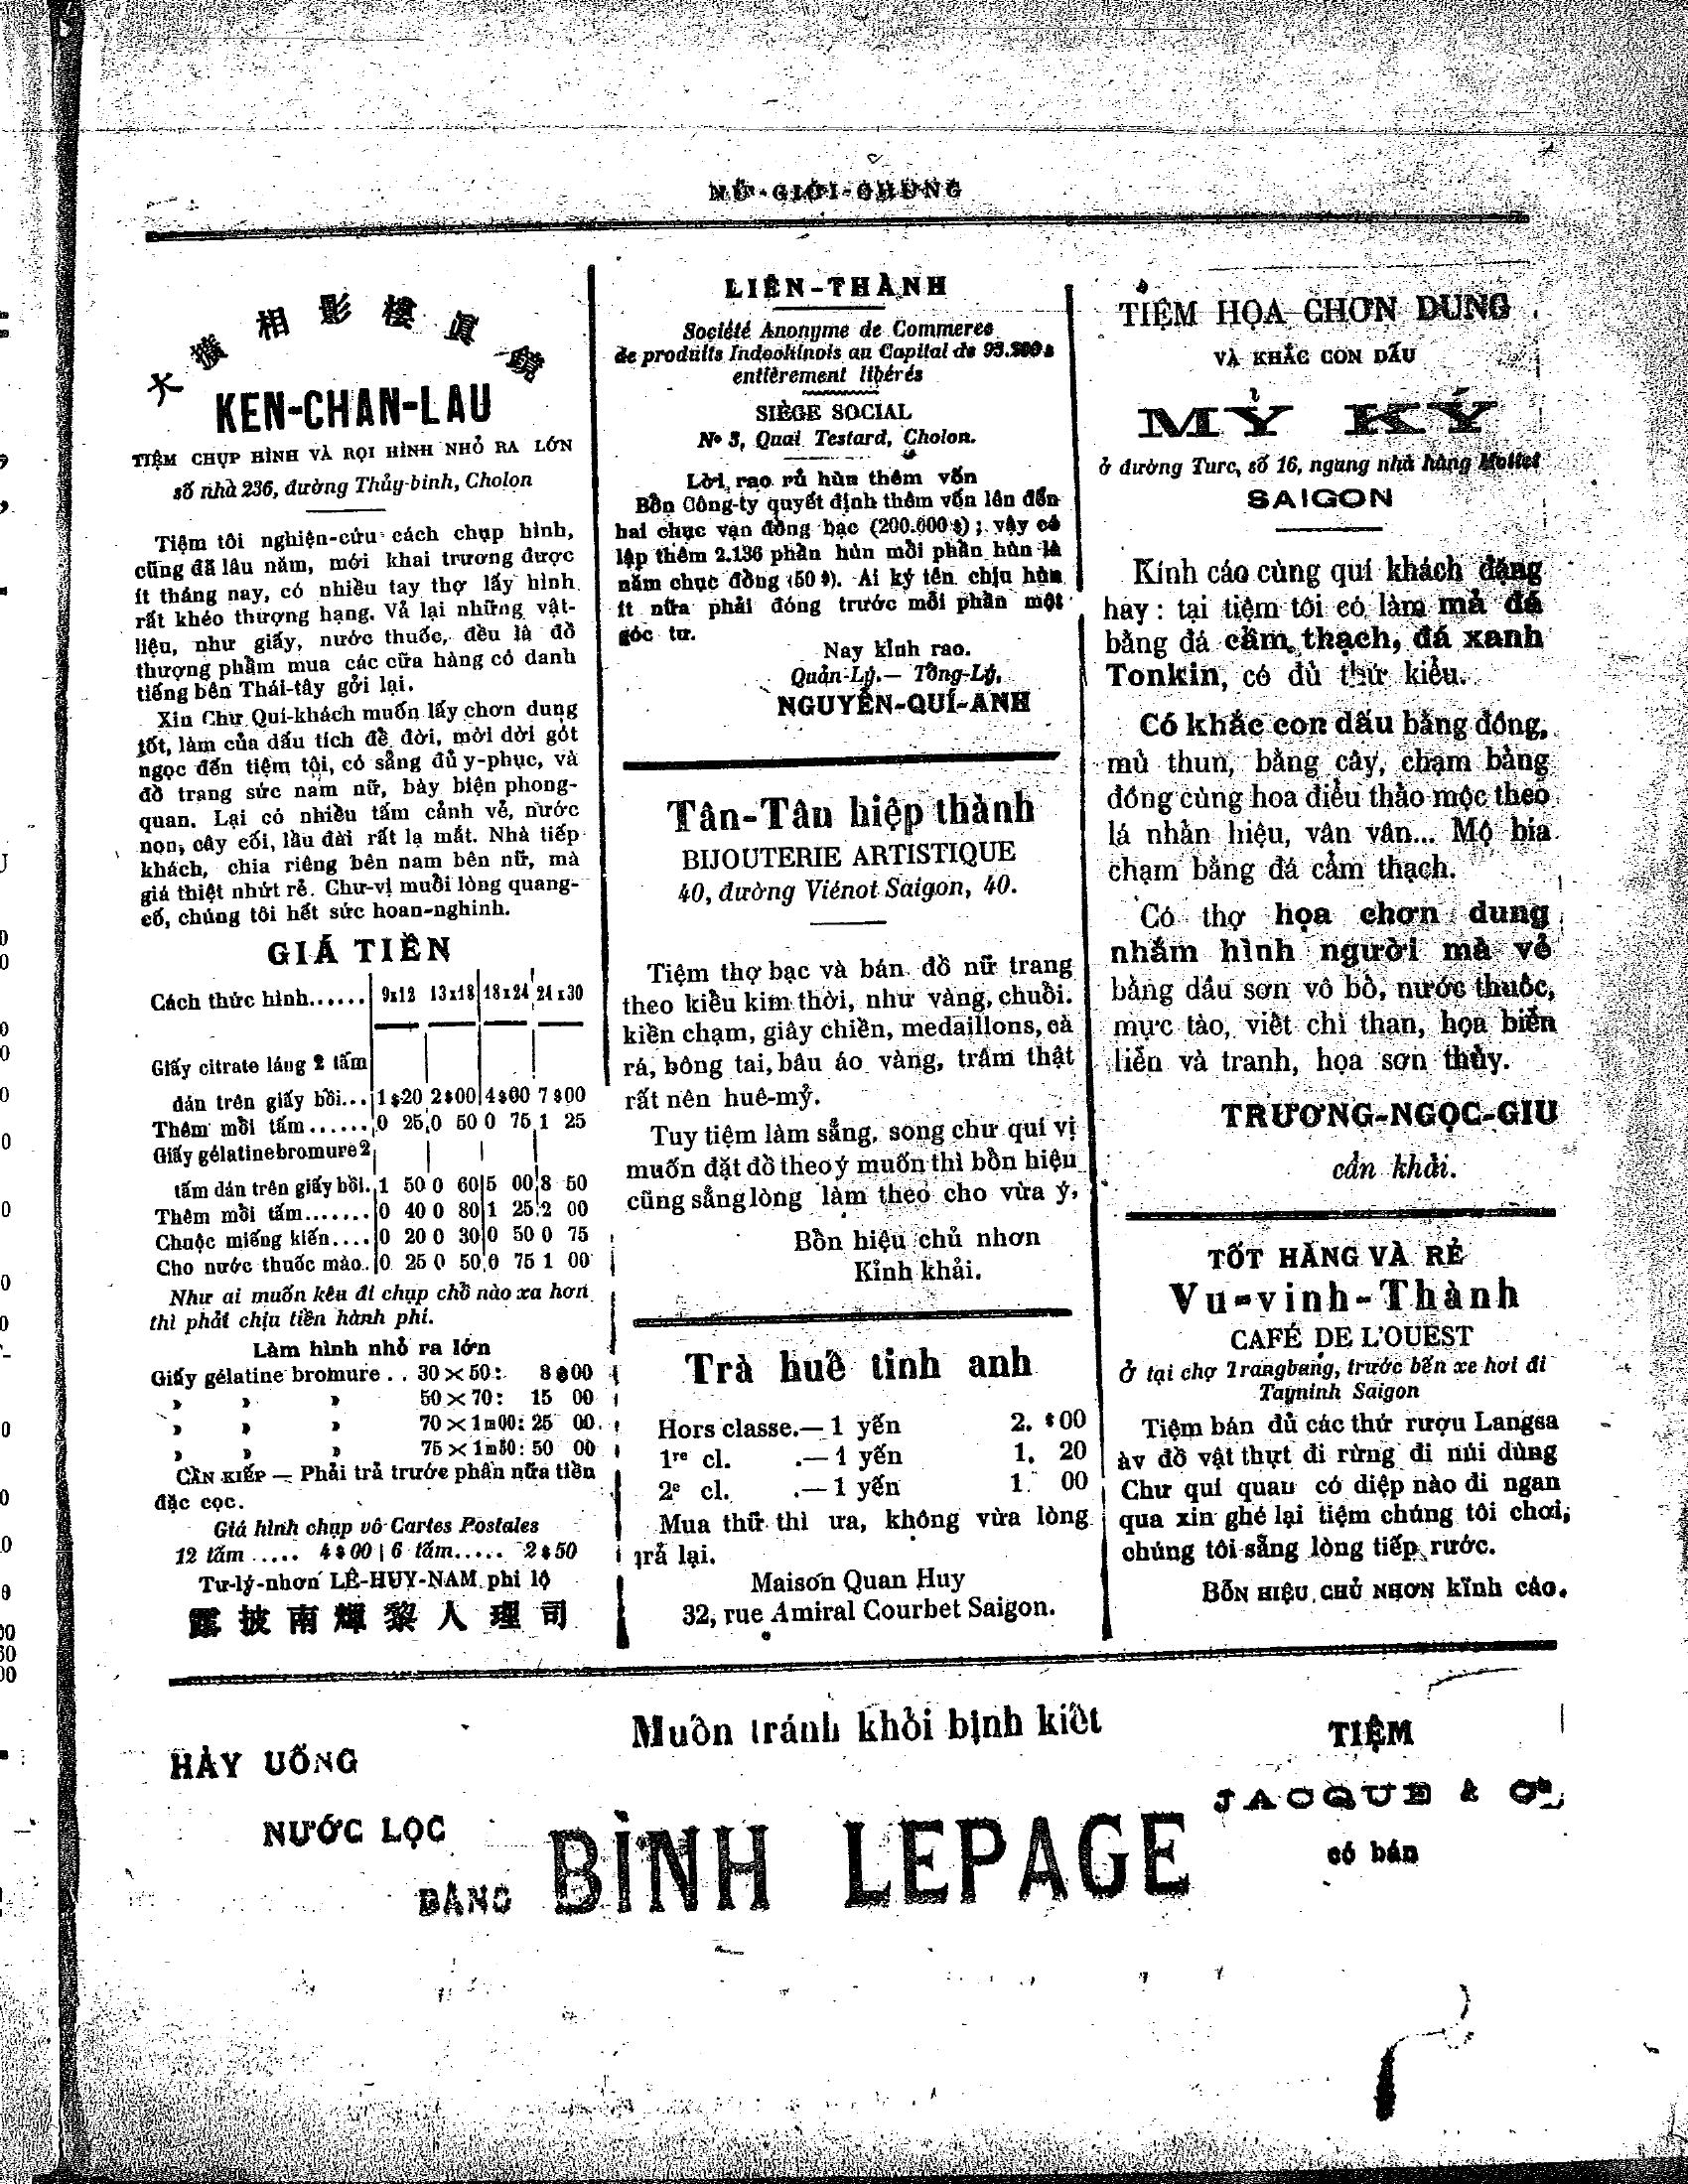 NỮ-GIỚI-CHUNG
大擴相影樓眞鏡
KEN-CHAN-LAU
TIỆM CHỤP HÌNH VÀ RỌI HÌNH NHỎ RA LỚN
số nhà 236, đường Thủy-binh, Cholon
Tiệm tôi nghiện-cứu cách chụp hình,
cũng đã lâu năm, mới khai trương được
ít tháng nay, có nhiều tay thợ lấy hình
rất khéo thượng hạng. Vả lại những vật-
liệu, như giấy, nước thuốc, đều là đồ
thượng phẩm mua các cửa hàng có danh
tiếng bên Thái-tây gởi lại.
Xin Chư Quí-khách muốn lấy chơn dung
tốt, làm của dấu tích để đời, mời dời gót
ngọc đến tiệm tôi, có sẵng đủ y-phục, và
đồ trang sức nam nữ, bày biện phong-
quan. Lại có nhiều tấm cảnh vẻ, nước
non, cây cối, lầu đài rất lạ mắt. Nhà tiếp
khách, chia riêng bên nam bên nữ, mà
giá thiệt nhứt rẻ. Chư-vị muồi lòng quang-
cố, chúng tôi hết sức hoan-nghinh.
GIÁ TIỀN
Cách thức hình...... 9x12 13x18 18x24 24x30
Giấy citrate láng 2 tấm
dán trên giấy bồi... 1$20 2$00 4$00 7$00
Thêm mỗi tấm...... 0 25 0 50 0 75 1 25
Giấy gélatinebromure 2
tấm dán trên giấy bồi. 1 50 0 60 5 00 8 50
Thêm mỗi tấm....... 0 40 0 80 1 25 2 00
Chuộc miếng kiến.... 0 20 0 30 0 50 0 75
Cho nước thuốc mào.. 0 25 0 50 0 75 1 00
Như ai muốn kêu đi chụp chỗ nào xa hơn
thì phải chịu tiền hành phí.
Làm hình nhỏ ra lớn
Giấy gélatine bromure . . 30 × 50: 8$00
» » » 50 × 70: 15 00
» » » 70 × 1m00: 25 00
» » » 75 × 1m50: 50 00
CẦN KIẾP — Phải trả trước phân nữa tiền
đặc cọc.
Giá hình chụp vô Cartes Postales
12 tấm ..... 4$00 | 6 tấm..... 2$50
Tư-lý-nhơn LÊ-HUY-NAM phi lộ
露披南輝黎人理司
LIÊN-THÀNH
Société Anonyme de Commerce
de produits Indochinois au Capital de 93.200$
entièrement libérés
SIÈGE SOCIAL
No 3, Quai Testard, Cholon.
Lời rao rủ hùn thêm vốn
Bổn Công-ty quyết định thêm vốn lên đến
hai chục vạn đồng bạc (200.000$); vậy có
lập thêm 2.136 phần hùn mỗi phần hùn là
năm chục đồng (50$). Ai ký tên chịu hùn
ít nữa phải đóng trước mỗi phần một
góc tư.
Nay kính rao.
Quản-Lý.— Tổng-Lý,
NGUYỄN-QUÍ-ANH
Tân-Tân hiệp thành
BIJOUTERIE ARTISTIQUE
40, đường Viénot Saigon, 40.
Tiệm thợ bạc và bán đồ nữ trang
theo kiểu kim thời, như vàng, chuỗi.
kiền chạm, giây chiền, medaillons, cà
rá, bông tai, bâu áo vàng, trâm thật
rất nên huê-mỷ.
Tuy tiệm làm sẵng, song chư quí vị
muốn đặt đồ theo ý muốn thì bổn hiệu
cũng sẵng lòng làm theo cho vừa ý,
Bổn hiệu chủ nhơn
Kỉnh khải.
Trà huế tinh anh
Hors classe.— 1 yến 2.$00
1re cl. .— 1 yến 1. 20
2e cl. .— 1 yến 1 00
Mua thử thì ưa, không vừa lòng
trả lại.
Maison Quan Huy
32, rue Amiral Courbet Saigon.
TIỆM HỌA CHƠN DUNG
VÀ KHẮC CON DẤU
MỶ KÝ
ở đường Turc, số 16, ngang nhà hàng Mottet
SAIGON
Kính cáo cùng quí khách đặng
hay: tại tiệm tôi có làm mả đá
bằng đá cẩm thạch, đá xanh
Tonkin, có đủ thứ kiểu.
Có khắc con dấu bằng đồng,
mủ thun, bằng cây, chạm bằng
đồng cùng hoa điểu thảo mộc theo
lá nhản hiệu, vân vân... Mộ bia
chạm bằng đá cẩm thạch.
Có thợ họa chơn dung
nhắm hình người mà vẻ
bằng dầu sơn vô bố, nước thuốc,
mực tào, viết chì than, họa biển
liển và tranh, họa sơn thủy.
TRƯƠNG-NGỌC-GIU
cẩn khải.
TỐT HÀNG VÀ RẺ
Vu-vinh-Thành
CAFÉ DE L'OUEST
Ở tại chợ Trangbang, trước bến xe hơi đi
Tayninh Saigon
Tiệm bán đủ các thứ rượu Langsa
àv đồ vật thựt đi rừng đi núi dùng
Chư quí quau có diệp nào đi ngan
qua xin ghé lại tiệm chúng tôi chơi,
chúng tôi sẵng lòng tiếp rước.
BỔN HIỆU CHỦ NHƠN kĩnh cáo.
HÃY UỐNG
NƯỚC LỌC
BẰNG
Muốn tránh khỏi bịnh kiết
BÌNH LEPAGE
TIỆM
JACQUE & Cie
có bán